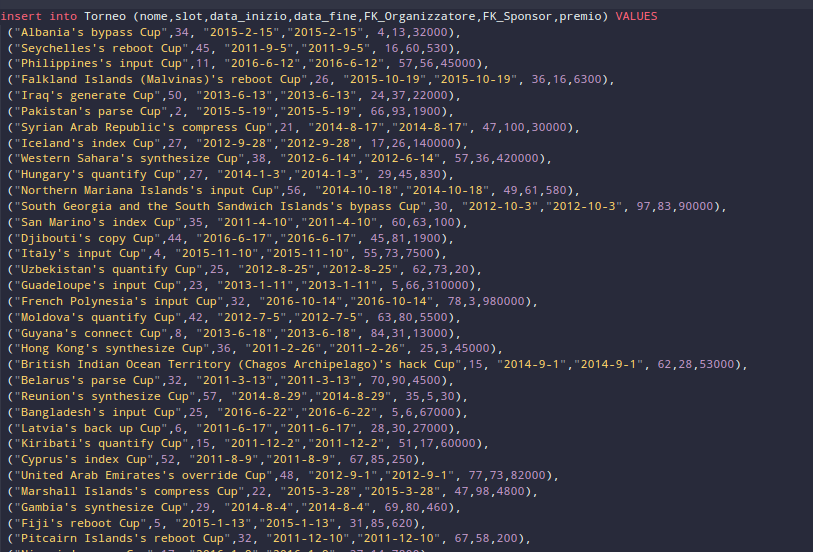 insert into Torneo (nome,slot,data_inizio,data_fine,FK_Organizzatore,FK_Sponsor,premio) VALUES
("Albania's bypass Cup",34, "2015-2-15","2015-2-15", 4,13,32000),
("Seychelles's reboot Cup",45, "2011-9-5","2011-9-5", 16,60,530),
("Philippines's input Cup",11, "2016-6-12","2016-6-12", 57,56,45000),
("Falkland Islands (Malvinas)'s reboot Cup",26, "2015-10-19","2015-10-19", 36,16,6300),
("Iraq's generate Cup",50, "2013-6-13","2013-6-13", 24,37,22000),
("Pakistan's parse Cup",2, "2015-5-19","2015-5-19", 66,93,1900),
("Syrian Arab Republic's compress Cup",21, "2014-8-17","2014-8-17", 47,100,30000),
("Iceland's index Cup",27, "2012-9-28","2012-9-28", 17,26,140000),
("Western Sahara's synthesize Cup",38, "2012-6-14","2012-6-14", 57,36,420000),
("Hungary's quantify Cup",27, "2014-1-3","2014-1-3", 29,45,830),
("Northern Mariana Islands's input Cup",56, "2014-10-18","2014-10-18", 49,61,580),
("South Georgia and the South Sandwich Islands's bypass Cup",30, "2012-10-3","2012-10-3", 97,83,90000),
("San Marino's index Cup",35, "2011-4-10","2011-4-10", 60,63,100),
("Djibouti's copy Cup",44, "2016-6-17","2016-6-17", 45,81,1900),
("Italy's input Cup",4, "2015-11-10","2015-11-10", 55,73,7500),
("Uzbekistan's quantify Cup",25, "2012-8-25","2012-8-25", 62,73,20),
("Guadeloupe's input Cup",23, "2013-1-11","2013-1-11", 5,66,310000),
("French Polynesia's input Cup",32, "2016-10-14","2016-10-14", 78,3,980000),
("Moldova's quantify Cup",42, "2012-7-5","2012-7-5", 63,80,5500),
("Guyana's connect Cup",8, "2013-6-18","2013-6-18", 84,31,13000),
("Hong Kong's synthesize Cup",36, "2011-2-26","2011-2-26", 25,3,45000),
("British Indian Ocean Territory (Chagos Archipelago)'s hack Cup",15, "2014-9-1","2014-9-1", 62,28,53000),
("Belarus's parse Cup",32, "2011-3-13","2011-3-13", 70,90,4500),
("Reunion's synthesize Cup",57, "2014-8-29","2014-8-29", 35,5,30),
("Bangladesh's input Cup",25, "2016-6-22","2016-6-22", 5,6,67000),
("Latvia's back up Cup",6, "2011-6-17","2011-6-17", 28,30,27000),
("Kiribati's quantify Cup",15, "2011-12-2","2011-12-2", 51,17,60000),
("Cyprus's index Cup",52, "2011-8-9","2011-8-9", 67,85,250),
("United Arab Emirates's override Cup",48, "2012-9-1","2012-9-1", 77,73,82000),
("Marshall Islands's compress Cup",22, "2015-3-28","2015-3-28", 47,98,4800),
("Gambia's synthesize Cup",29, "2014-8-4","2014-8-4", 69,80,460),
("Fiji's reboot Cup",5, "2015-1-13","2015-1-13", 31,85,620),
("Pitcairn Islands's reboot Cup",32, "2011-12-10","2011-12-10", 67,58,200),